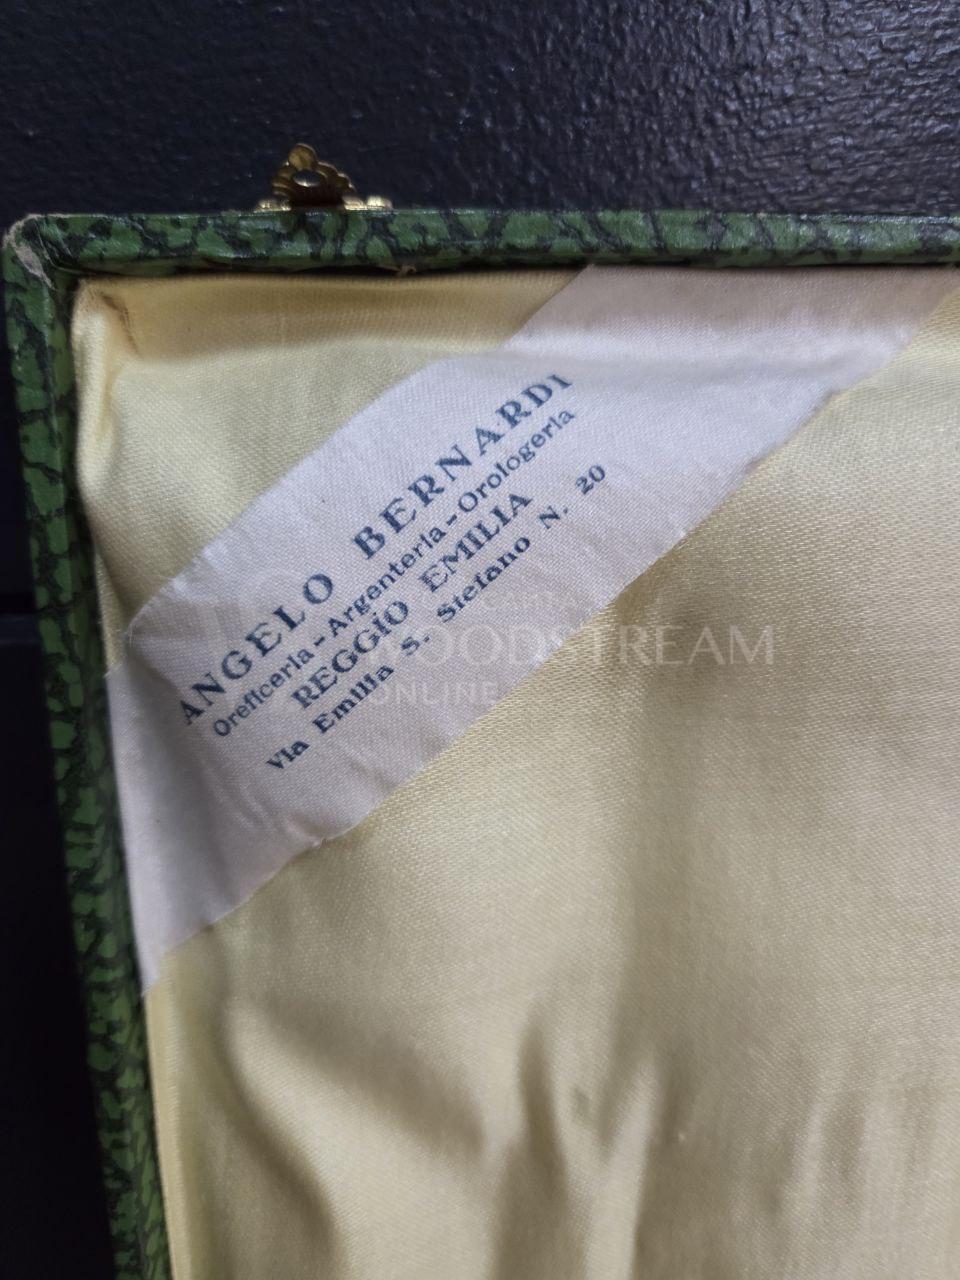 ANGELO BERNARDI
Oreficeria-Argenteria-Orologeria
REGGIO EMILIA
Via Emilia S. Stefano N. 20
WOODSTREAM
ONLINE